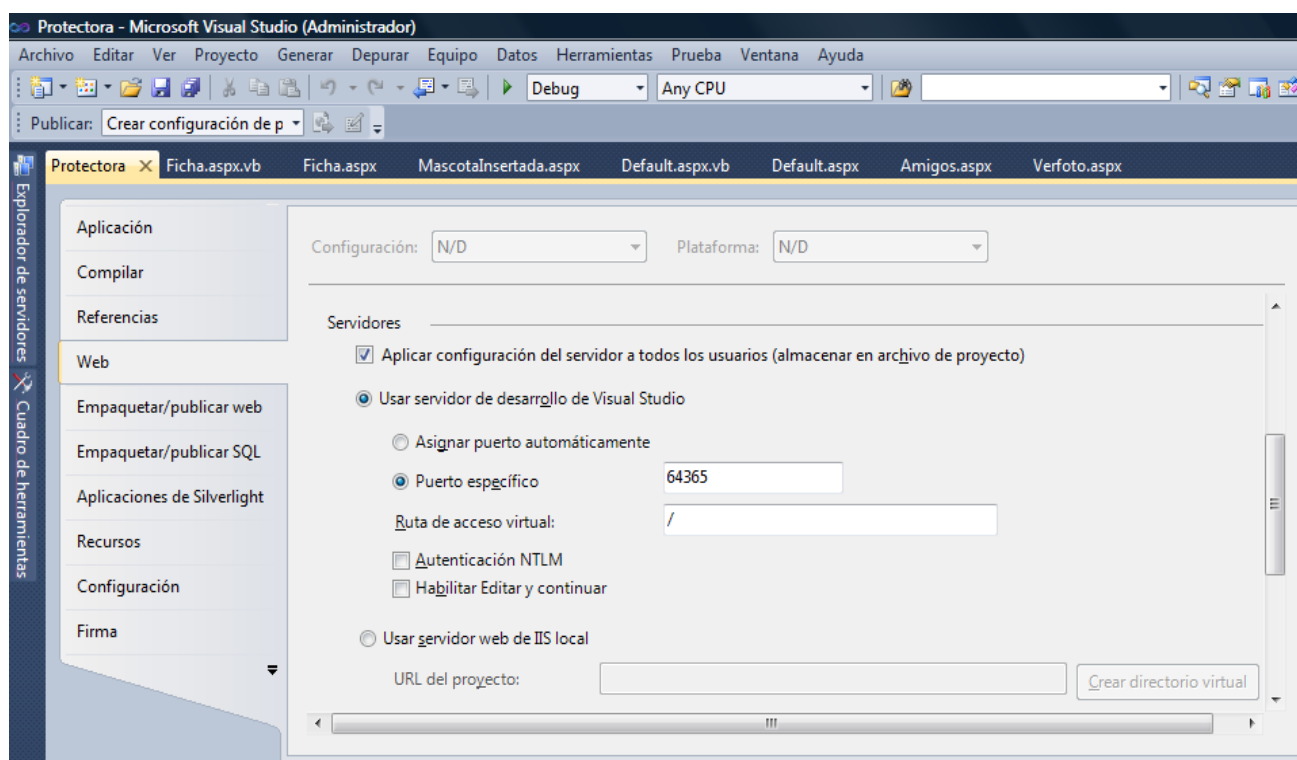 Protectora - Microsoft Visual Studio (Administrador)
Archivo Editar Ver Proyecto Generar Depurar Equipo Datos Herramientas Prueba Ventana Ayuda
Debug Any CPU
Publicar: Crear configuración de p
Protectora Ficha.aspx.vb Ficha.aspx MascotaInsertada.aspx Default.aspx.vb Default.aspx Amigos.aspx Verfoto.aspx
Explorador de servidores
Cuadro de herramientas
Aplicación
Compilar
Referencias
Web
Empaquetar/publicar web
Empaquetar/publicar SQL
Aplicaciones de Silverlight
Recursos
Configuración
Firma
Configuración: N/D Plataforma: N/D
Servidores
Aplicar configuración del servidor a todos los usuarios (almacenar en archivo de proyecto)
Usar servidor de desarrollo de Visual Studio
Asignar puerto automáticamente
Puerto específico 64365
Ruta de acceso virtual: /
Autenticación NTLM
Habilitar Editar y continuar
Usar servidor web de IIS local
URL del proyecto: Crear directorio virtual